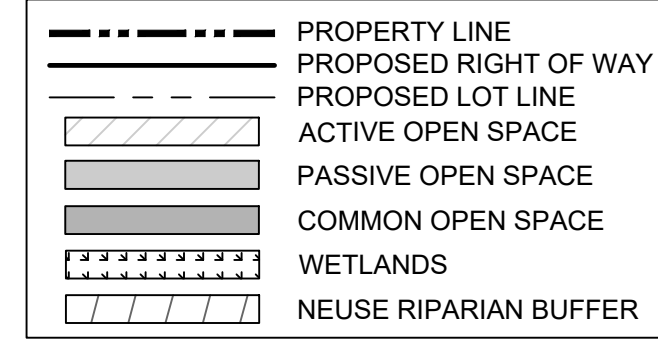 PROPERTY LINE
PROPOSED RIGHT OF WAY
PROPOSED LOT LINE
ACTIVE OPEN SPACE
PASSIVE OPEN SPACE
COMMON OPEN SPACE
WETLANDS
NEUSE RIPARIAN BUFFER